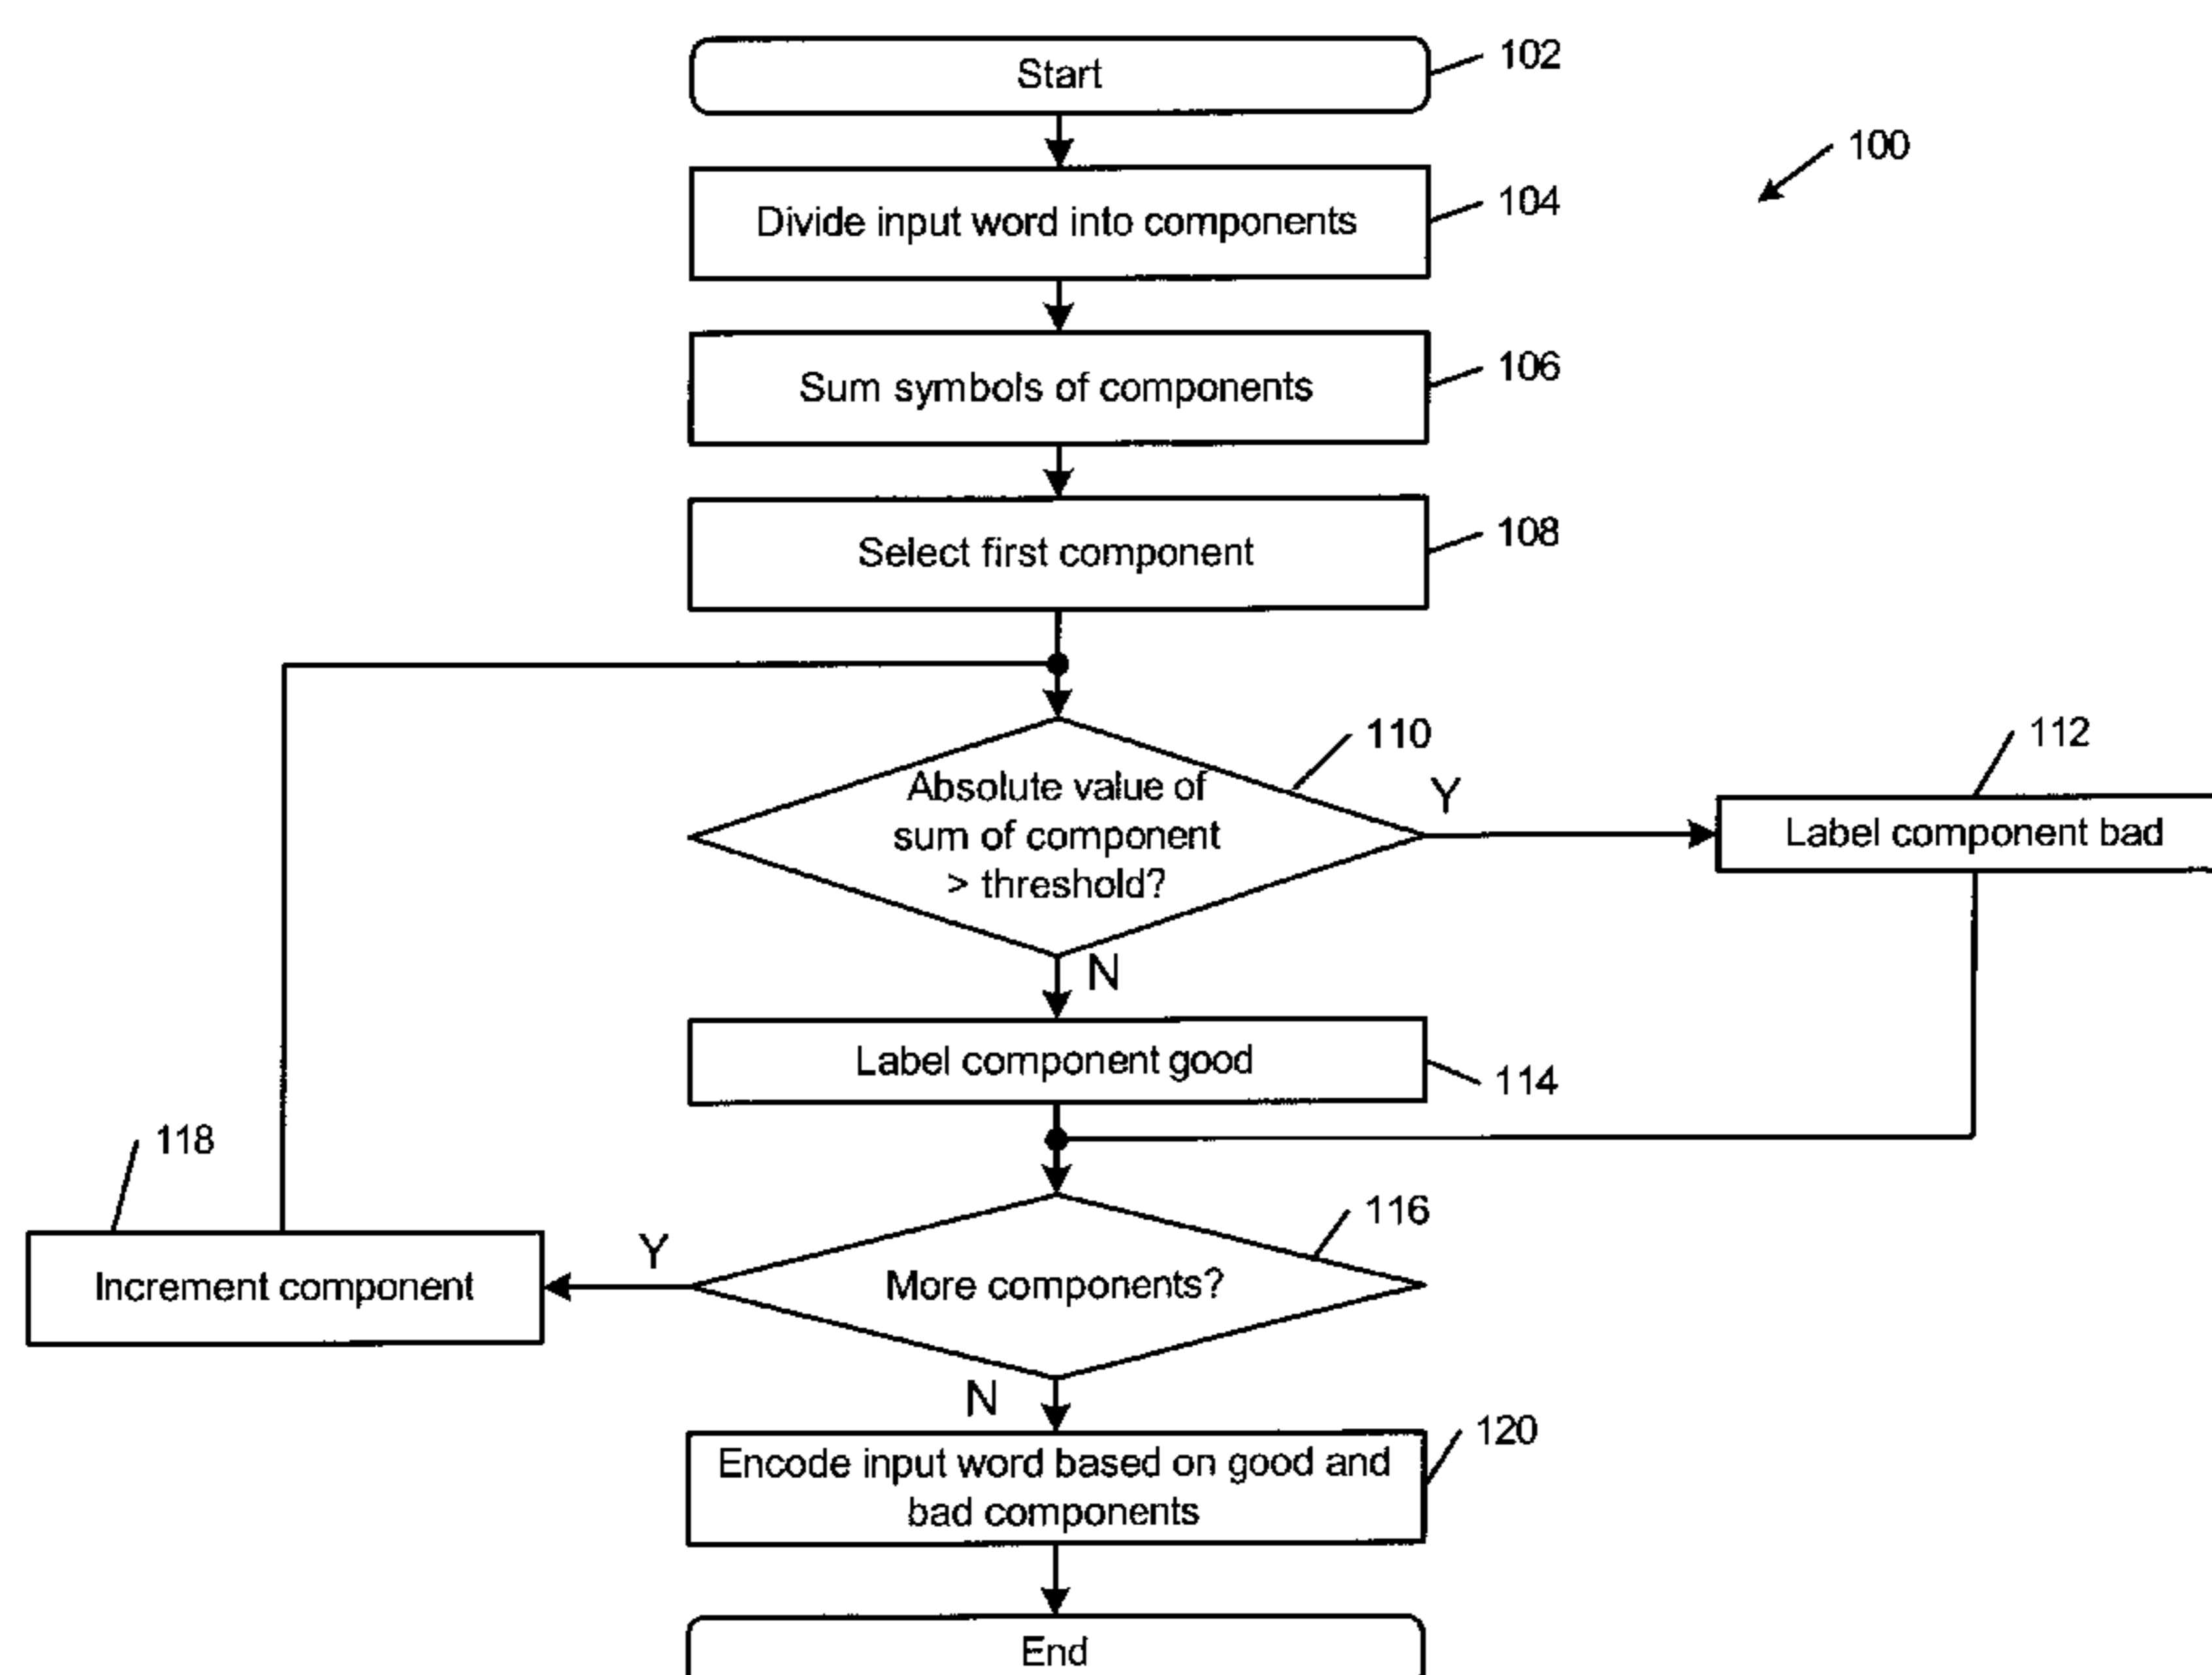 Start
102
100
Divide input word into components
104
Sum symbols of components
106
Select first component
108
Absolute value of
sum of component
> threshold?
110
Y
112
Label component bad
N
Label component good
114
118
Increment component
Y
More components?
116
N
Encode input word based on good and
bad components
120
End